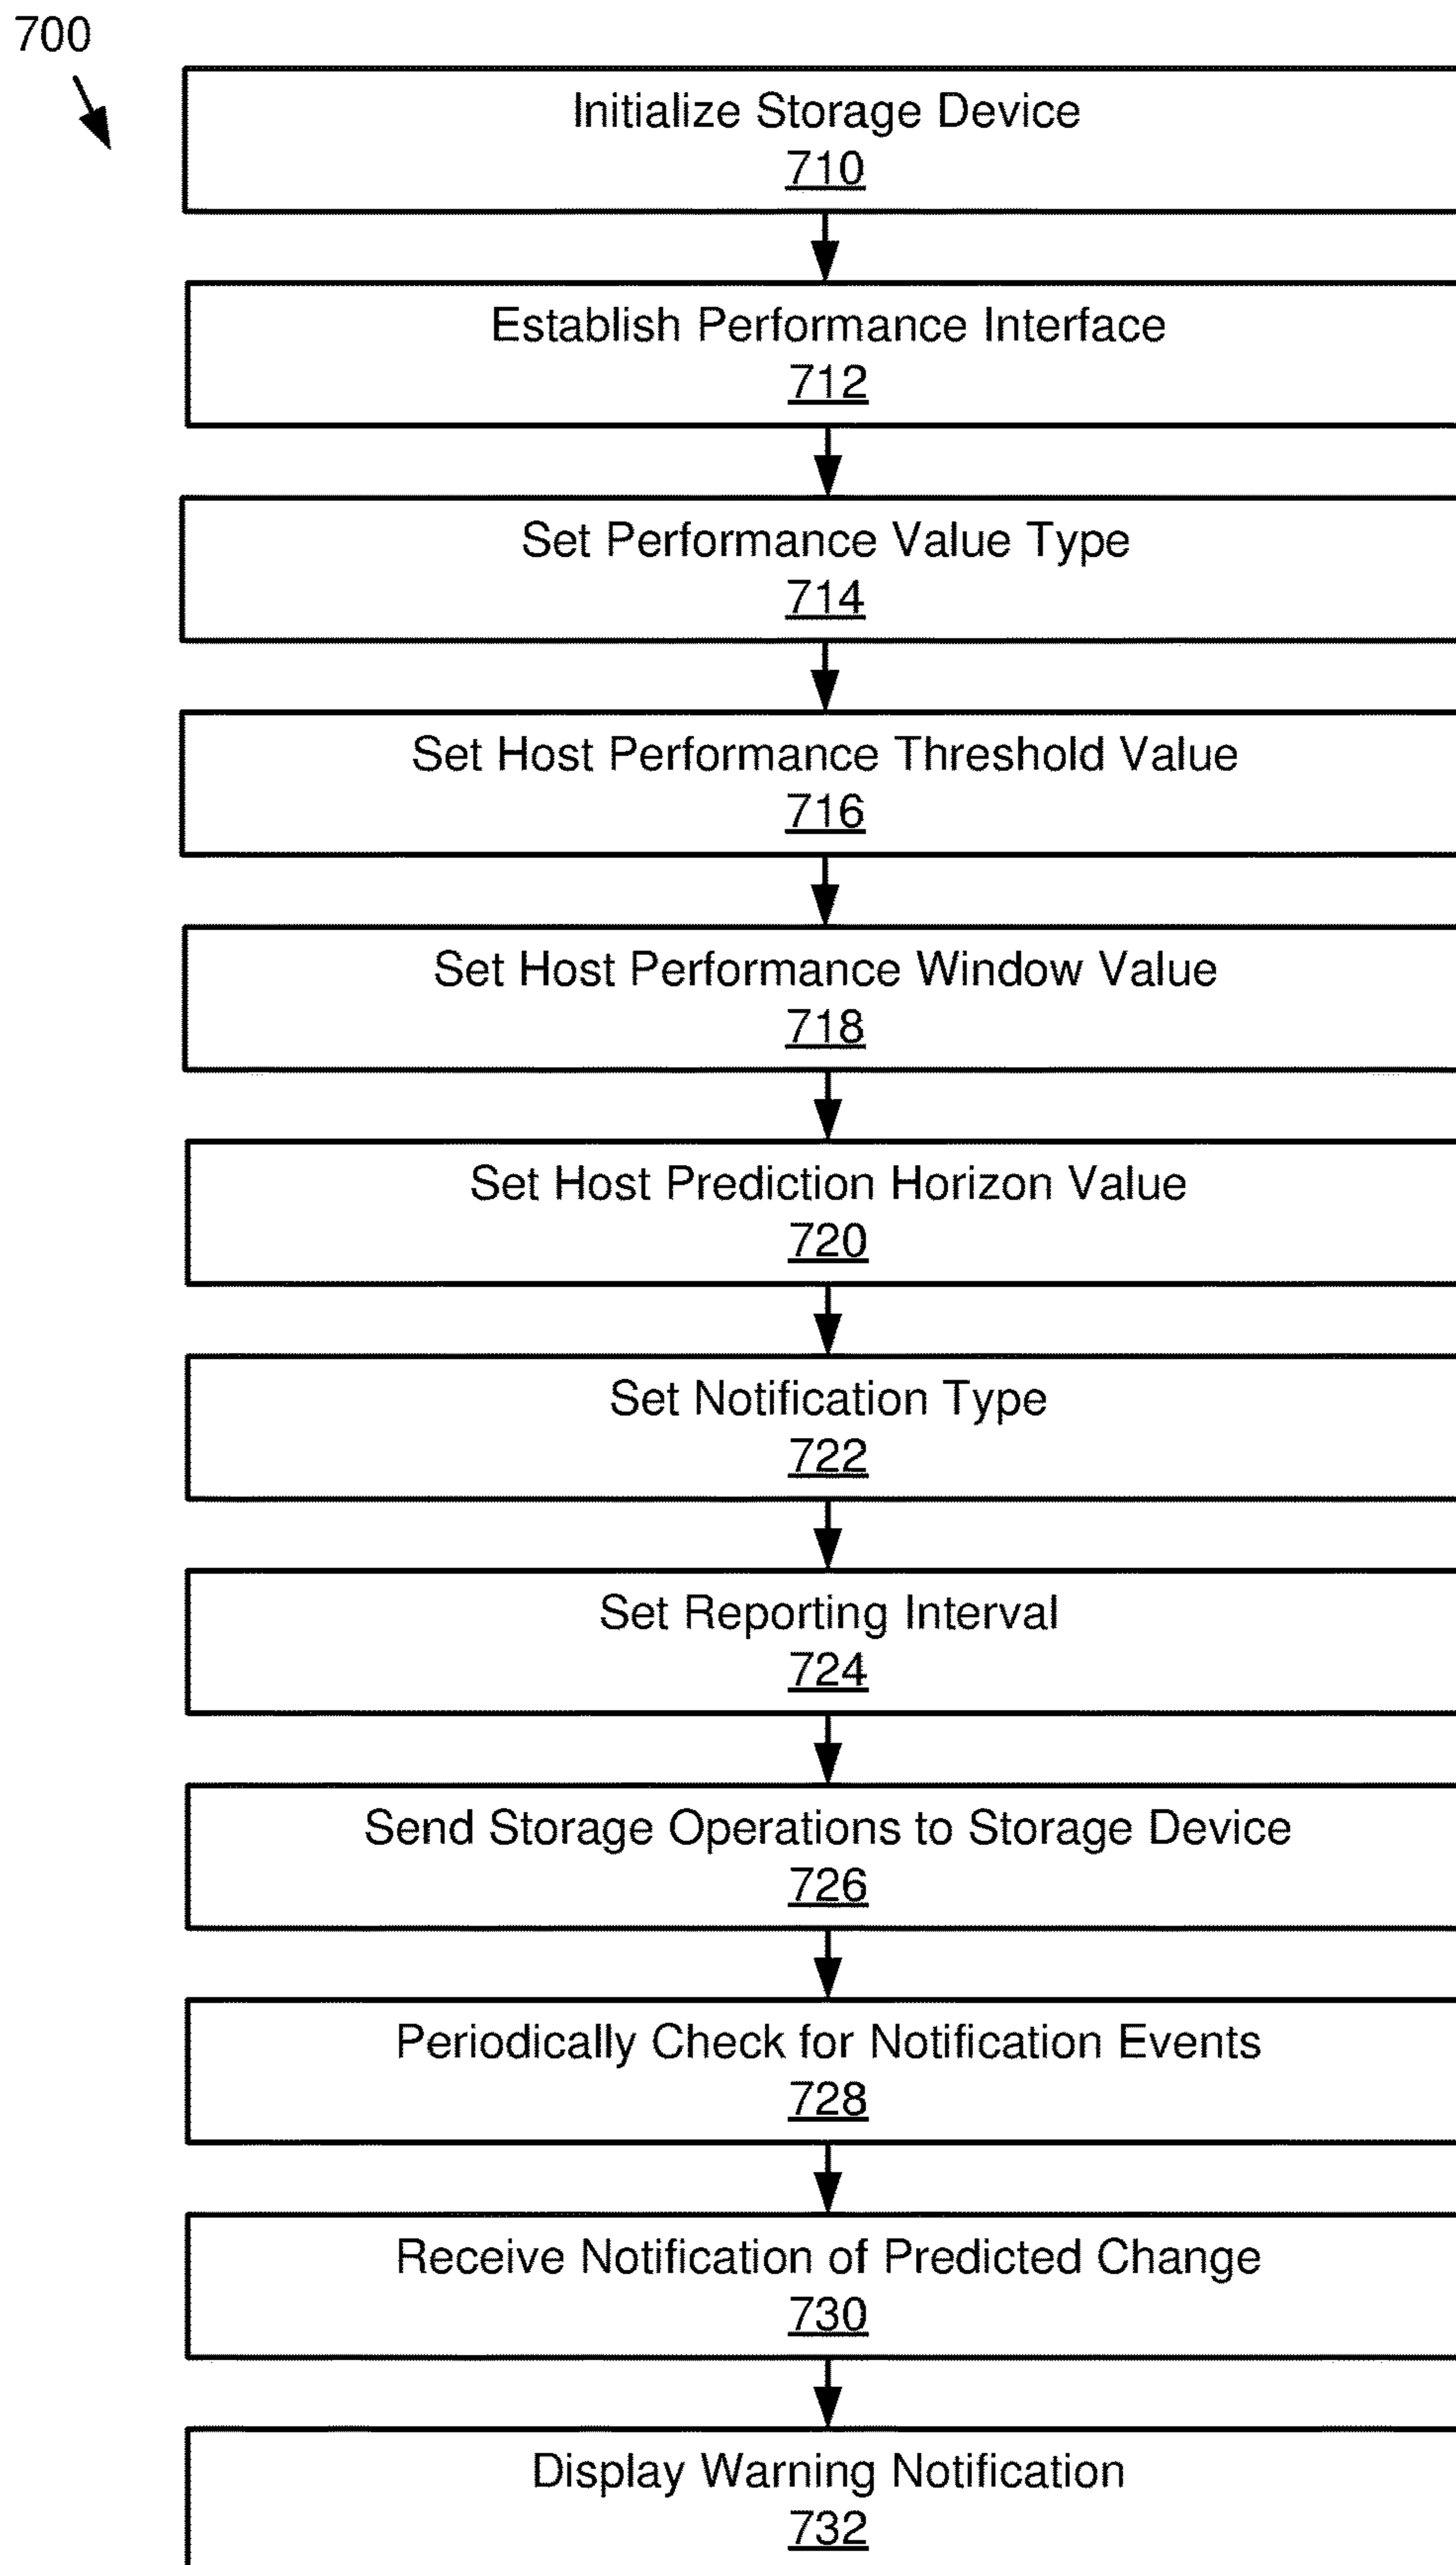 700
Initialize Storage Device
710
Establish Performance Interface
712
Set Performance Value Type
714
Set Host Performance Threshold Value
716
Set Host Performance Window Value
718
Set Host Prediction Horizon Value
720
Set Notification Type
722
Set Reporting Interval
724
Send Storage Operations to Storage Device
726
Periodically Check for Notification Events
728
Receive Notification of Predicted Change
730
Display Warning Notification
732